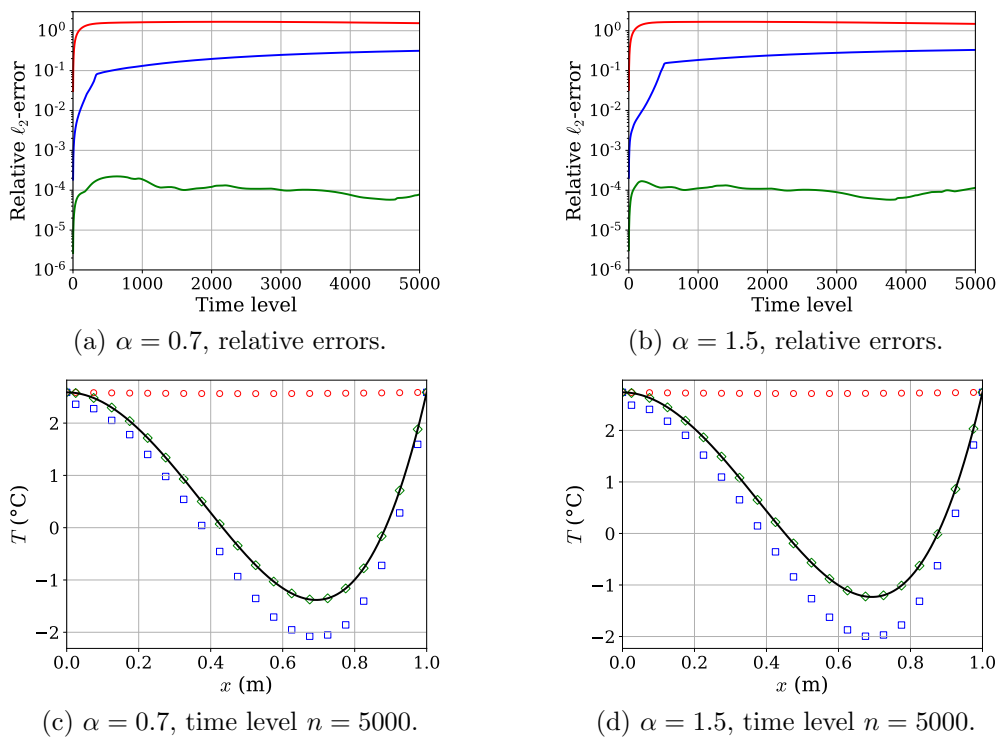 10⁰
10⁻¹
10⁻²
10⁻³
10⁻⁴
10⁻⁵
10⁻⁶
Relative ℓ₂-error
0 1000 2000 3000 4000 5000
Time level
(a) α = 0.7, relative errors.
10⁰
10⁻¹
10⁻²
10⁻³
10⁻⁴
10⁻⁵
10⁻⁶
Relative ℓ₂-error
0 1000 2000 3000 4000 5000
Time level
(b) α = 1.5, relative errors.
2
1
0
−1
−2
T (°C)
0.0 0.2 0.4 0.6 0.8 1.0
x (m)
(c) α = 0.7, time level n = 5000.
2
1
0
−1
−2
T (°C)
0.0 0.2 0.4 0.6 0.8 1.0
x (m)
(d) α = 1.5, time level n = 5000.